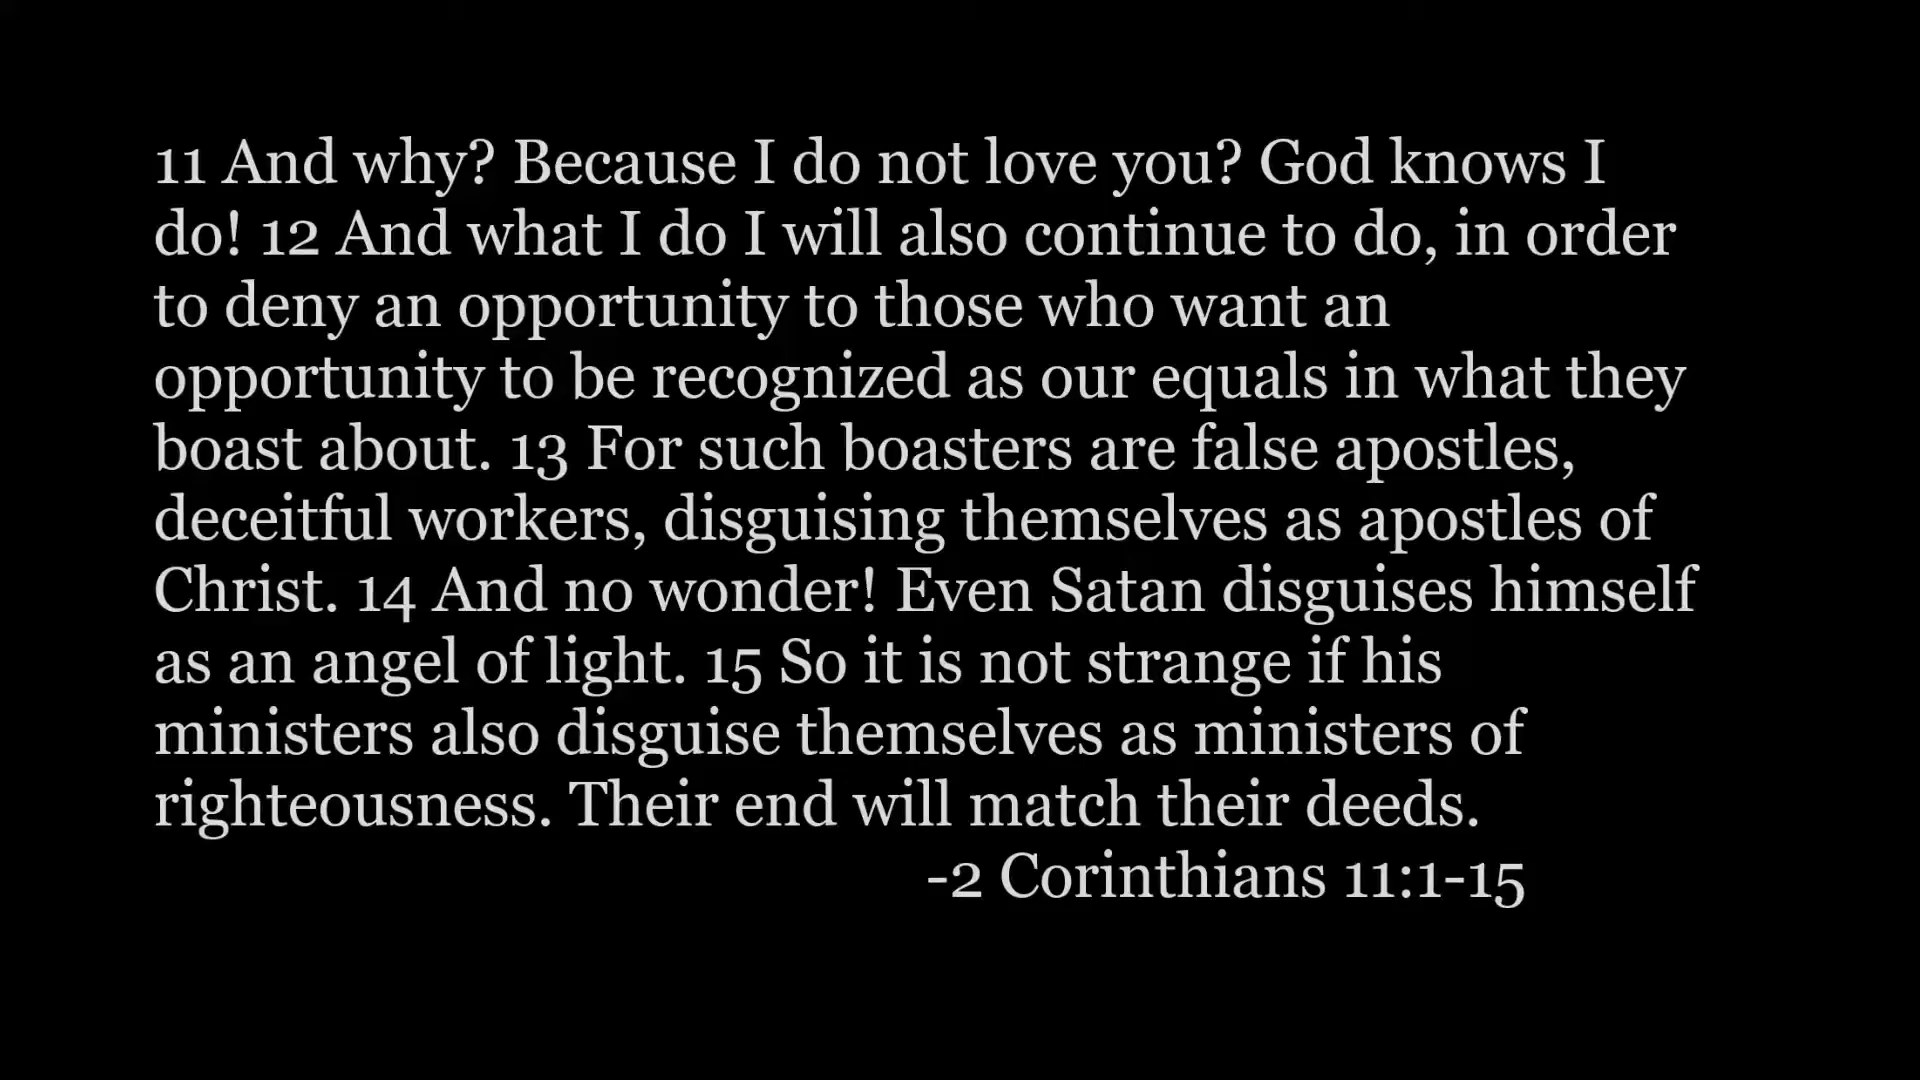 11 And why? Because I do not love you? God knows I
do! 12 And what I do I will also continue to do, in order
to deny an opportunity to those who want an
opportunity to be recognized as our equals in what they
boast about. 13 For such boasters are false apostles,
deceitful workers, disguising themselves as apostles of
Christ. 14 And no wonder! Even Satan disguises himself
as an angel of light. 15 So it is not strange if his
ministers also disguise themselves as ministers of
righteousness. Their end will match their deeds.
-2 Corinthians 11:1-15